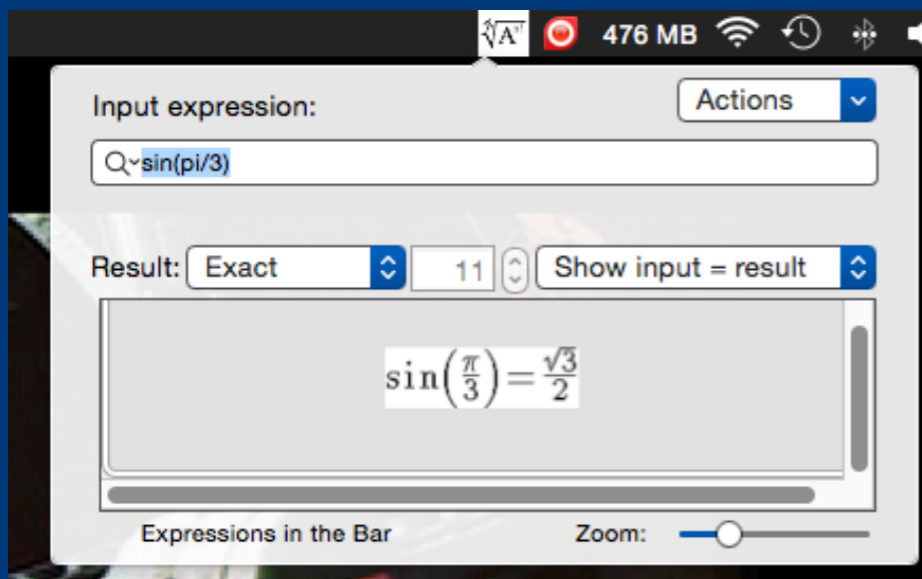 476 MB
Input expression:
Actions
sin(pi/3)
Result: Exact 11 Show input = result
sin(π/3)=√3/2
Expressions in the Bar Zoom: